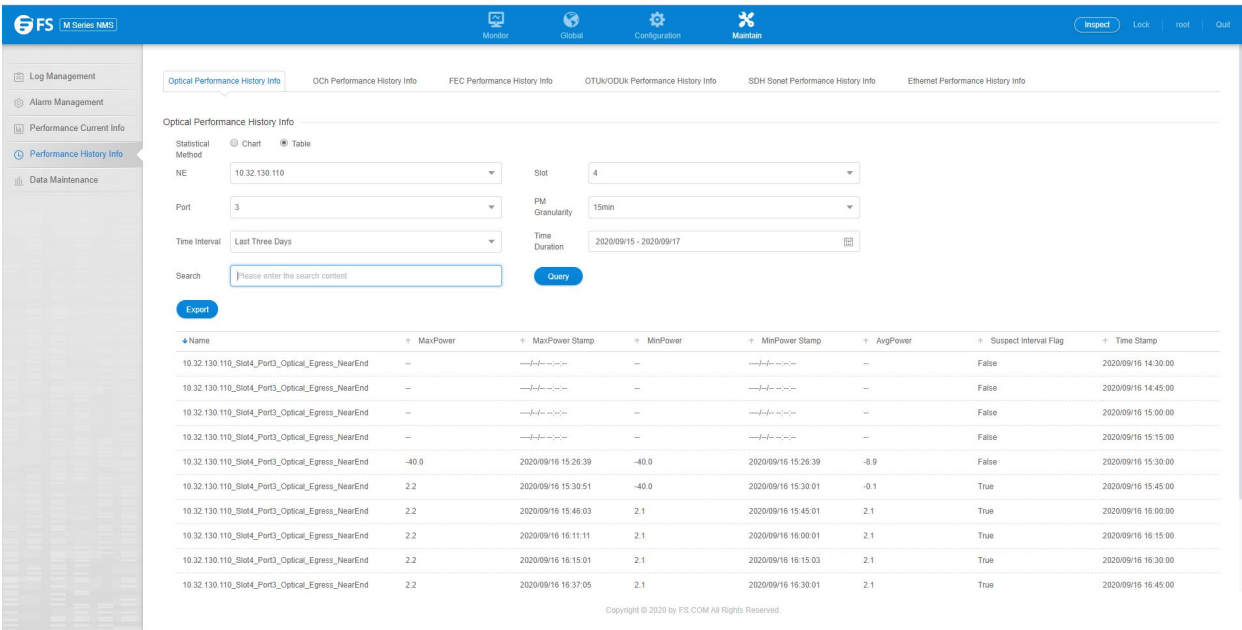 FS M Series NMS
Monitor Global Configuration Maintain
Inspect Lock root Quit
Log Management
Alarm Management
Performance Current Info
Performance History Info
Data Maintenance
Optical Performance History Info OCh Performance History Info FEC Performance History Info OTUk/ODUk Performance History Info SDH Sonet Performance History Info Ethernet Performance History Info
Optical Performance History Info
Statistical Method Chart Table
NE 10.32.130.110 Slot 4
Port 3 PM Granularity 15min
Time Interval Last Three Days Time Duration 2020/09/15 - 2020/09/17
Search Please enter the search content Query
Export
Name MaxPower MaxPower Stamp MinPower MinPower Stamp AvgPower Suspect Interval Flag Time Stamp
10.32.130.110_Slot4_Port3_Optical_Egress_NearEnd -- ----/--/-- --:--:-- -- ----/--/-- --:--:-- -- False 2020/09/16 14:30:00
10.32.130.110_Slot4_Port3_Optical_Egress_NearEnd -- ----/--/-- --:--:-- -- ----/--/-- --:--:-- -- False 2020/09/16 14:45:00
10.32.130.110_Slot4_Port3_Optical_Egress_NearEnd -- ----/--/-- --:--:-- -- ----/--/-- --:--:-- -- False 2020/09/16 15:00:00
10.32.130.110_Slot4_Port3_Optical_Egress_NearEnd -- ----/--/-- --:--:-- -- ----/--/-- --:--:-- -- False 2020/09/16 15:15:00
10.32.130.110_Slot4_Port3_Optical_Egress_NearEnd -40.0 2020/09/16 15:26:39 -40.0 2020/09/16 15:26:39 -8.9 False 2020/09/16 15:30:00
10.32.130.110_Slot4_Port3_Optical_Egress_NearEnd 2.2 2020/09/16 15:30:51 -40.0 2020/09/16 15:30:01 -0.1 True 2020/09/16 15:45:00
10.32.130.110_Slot4_Port3_Optical_Egress_NearEnd 2.2 2020/09/16 15:46:03 2.1 2020/09/16 15:45:01 2.1 True 2020/09/16 16:00:00
10.32.130.110_Slot4_Port3_Optical_Egress_NearEnd 2.2 2020/09/16 16:11:11 2.1 2020/09/16 16:00:01 2.1 True 2020/09/16 16:15:00
10.32.130.110_Slot4_Port3_Optical_Egress_NearEnd 2.2 2020/09/16 16:15:01 2.1 2020/09/16 16:15:03 2.1 True 2020/09/16 16:30:00
10.32.130.110_Slot4_Port3_Optical_Egress_NearEnd 2.2 2020/09/16 16:37:05 2.1 2020/09/16 16:30:01 2.1 True 2020/09/16 16:45:00
Copyright © 2020 by FS.COM All Rights Reserved.